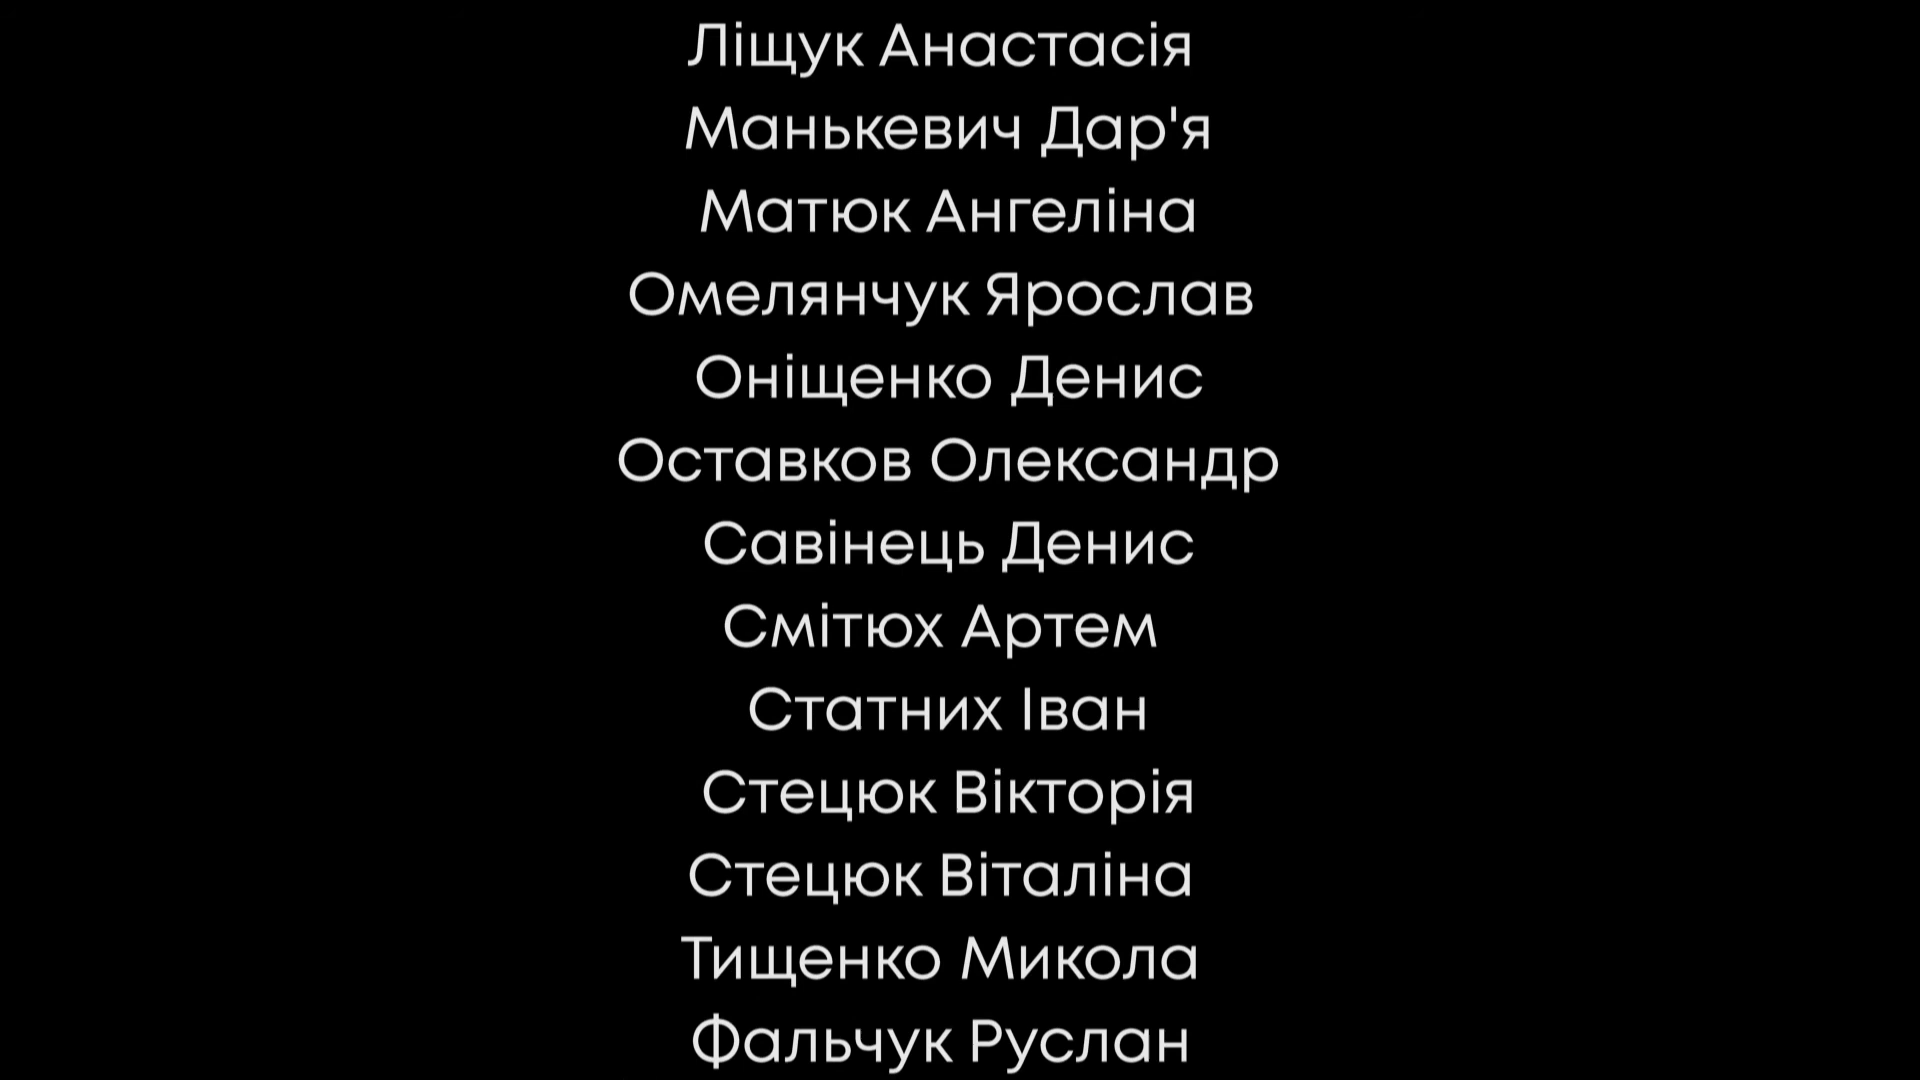 Ліщук Анастасія
Манькевич Дар'я
Матюк Ангеліна
Омелянчук Ярослав
Оніщенко Денис
Оставков Олександр
Савінець Денис
Смітюх Артем
Статних Іван
Стецюк Вікторія
Стецюк Віталіна
Тищенко Микола
Фальчук Руслан